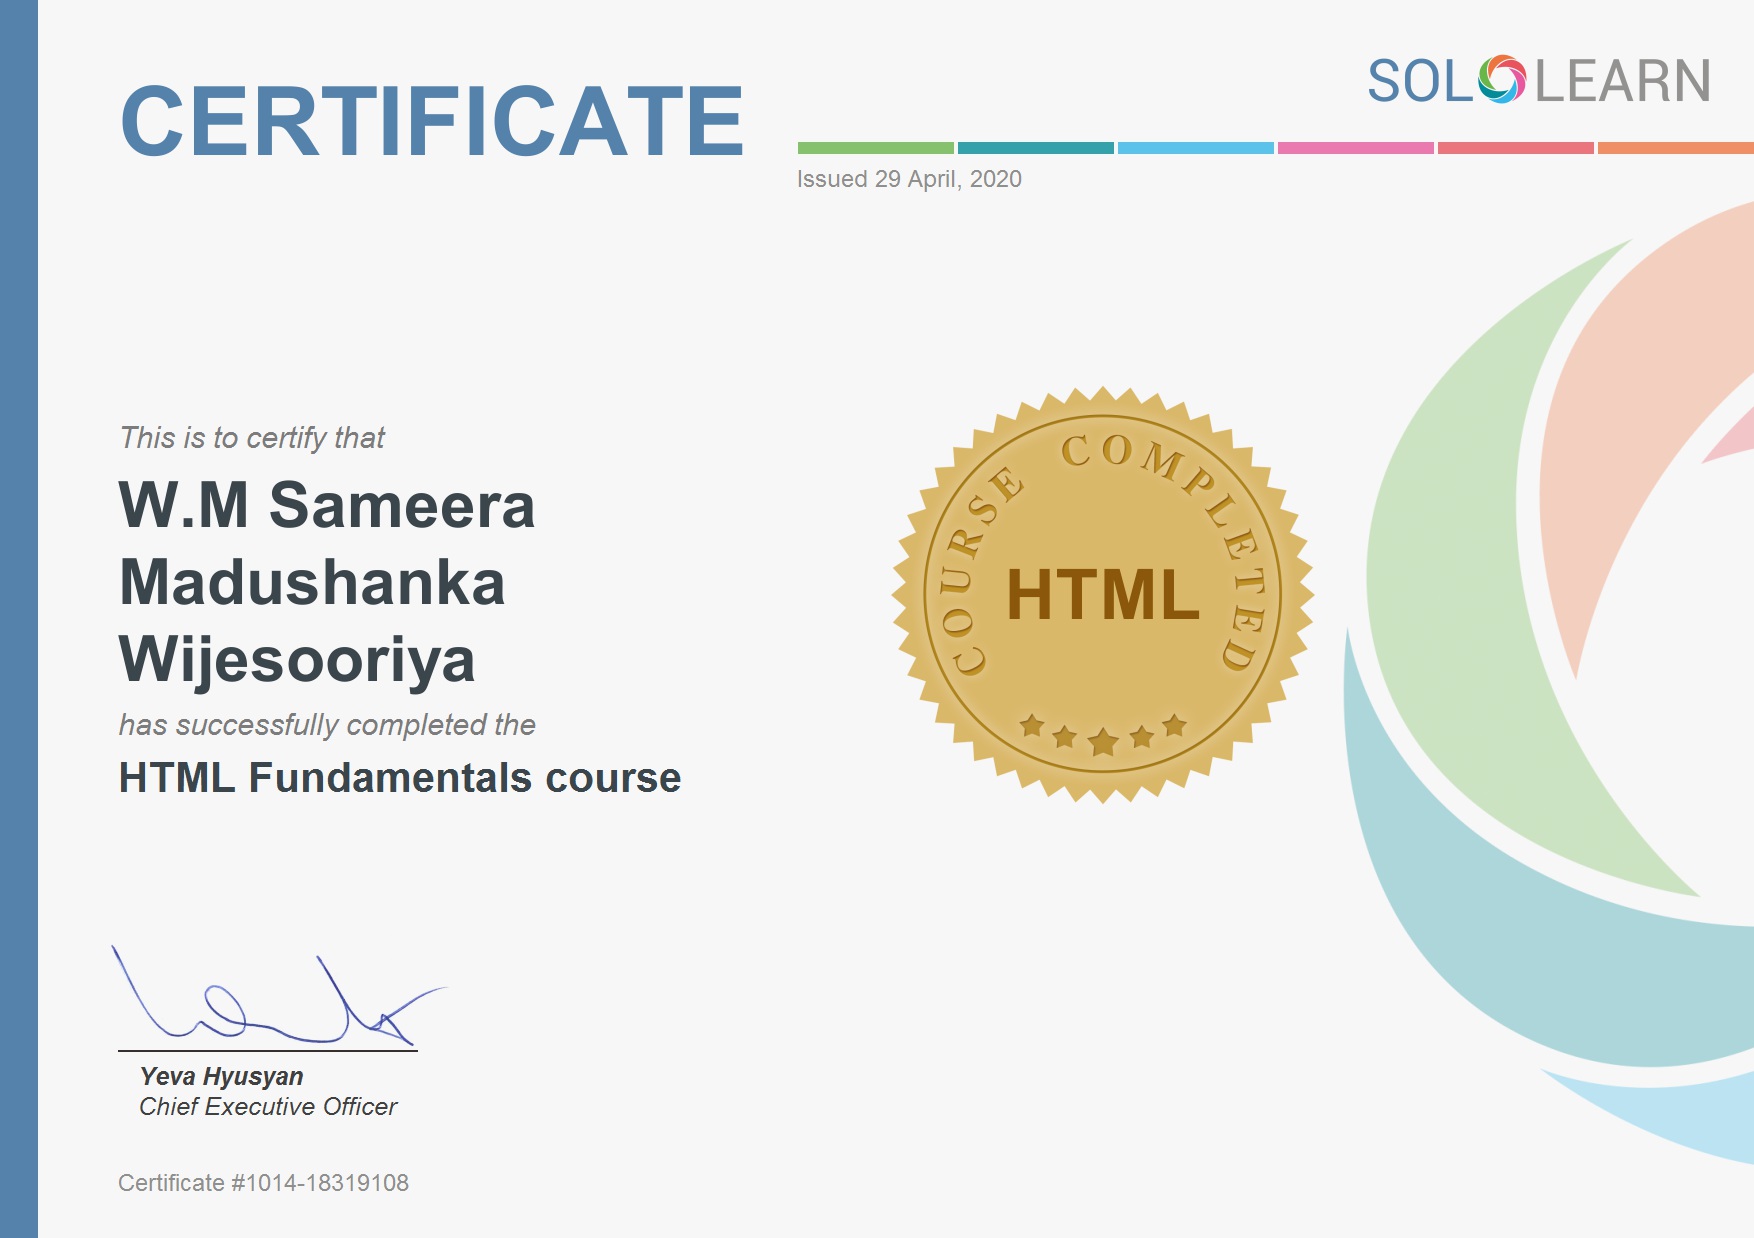 CERTIFICATE
SOLOLEARN
Issued 29 April, 2020
This is to certify that
W.M Sameera
Madushanka
Wijesooriya
has successfully completed the
HTML Fundamentals course
COURSE COMPLETED
HTML
Yeva Hyusyan
Chief Executive Officer
Certificate #1014-18319108